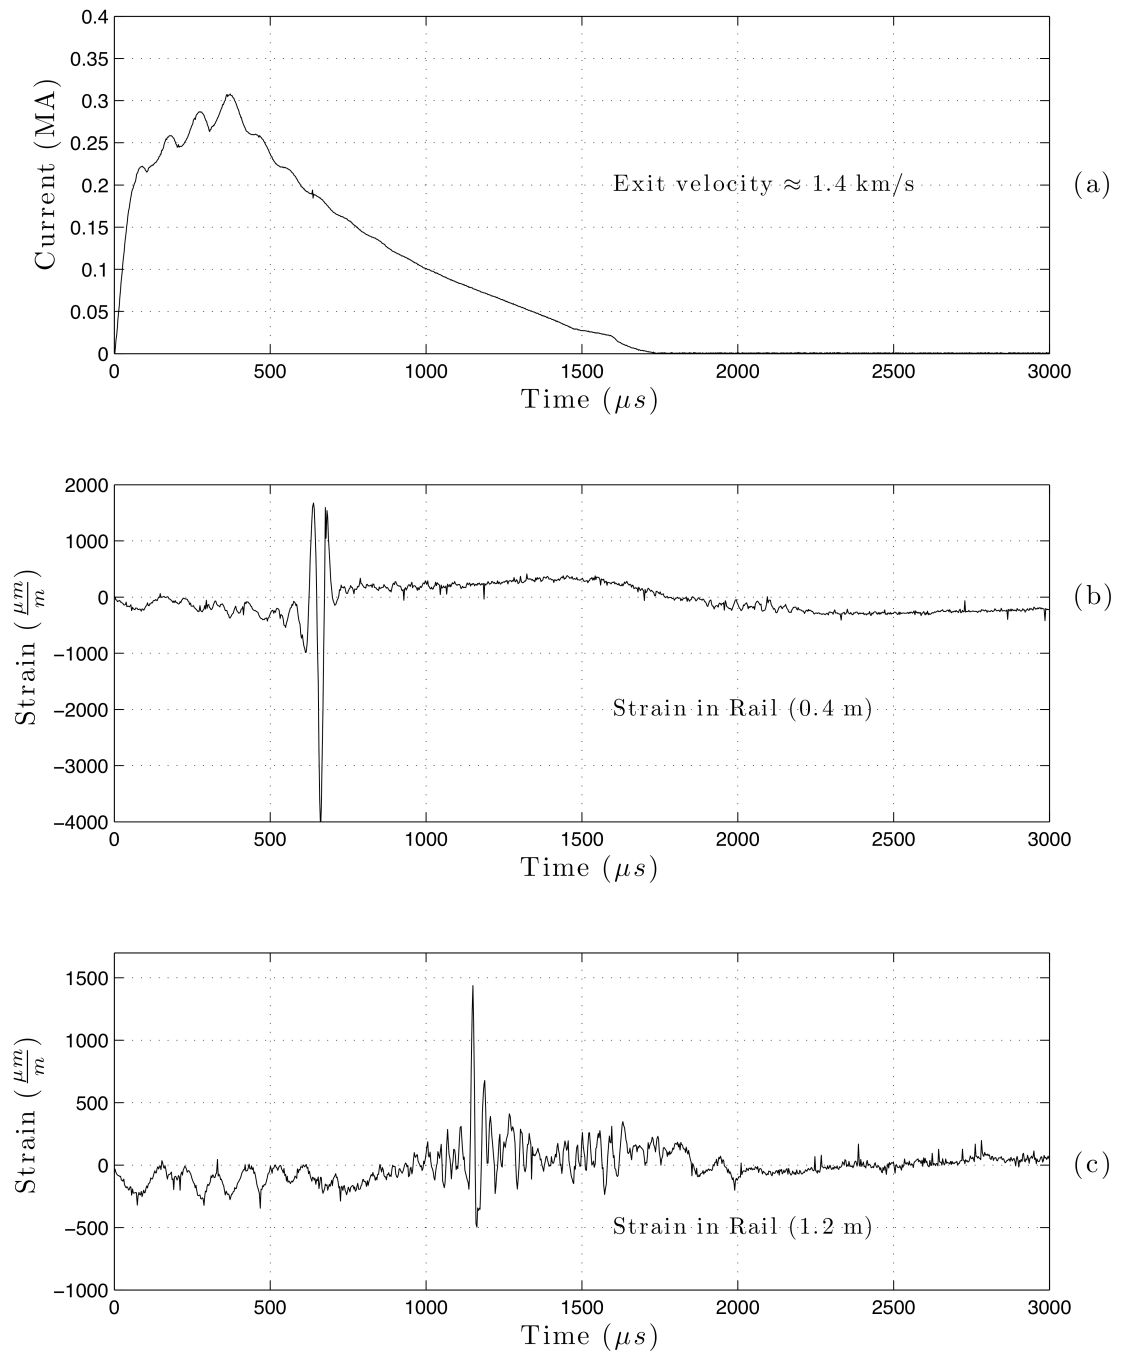 0.4
0.35
0.3
0.25
0.2
0.15
0.1
0.05
0
Current (MA)
Exit velocity ≈ 1.4 km/s
(a)
0 500 1000 1500 2000 2500 3000
Time (μs)
2000
1000
0
−1000
−2000
−3000
−4000
Strain (μm/m)
Strain in Rail (0.4 m)
(b)
0 500 1000 1500 2000 2500 3000
Time (μs)
1500
1000
500
0
−500
−1000
Strain (μm/m)
Strain in Rail (1.2 m)
(c)
0 500 1000 1500 2000 2500 3000
Time (μs)